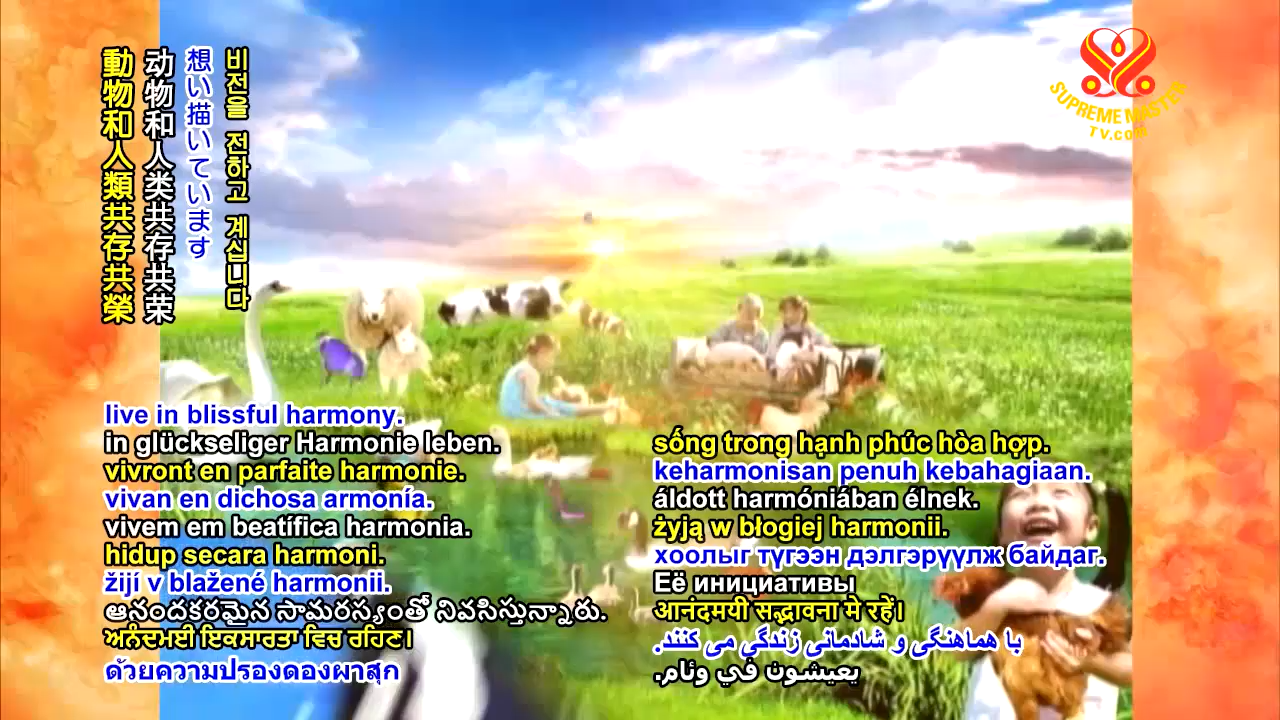 SUPREME MASTER
TV.com
動物和人類共存共榮
动物和人类共存共荣
想い描いています
비전을 전하고 계십니다
live in blissful harmony.
in glückseliger Harmonie leben.
vivront en parfaite harmonie.
vivan en dichosa armonía.
vivem em beatífica harmonia.
hidup secara harmoni.
žijí v blažené harmonii.
ఆనందకరమైన సామరస్యంతో నివసిస్తున్నారు.
ਅਨੰਦਮਈ ਇਕਸਾਰਤਾ ਵਿਚ ਰਹਿਣ।
ด้วยความปรองดองผาสุก
sống trong hạnh phúc hòa hợp.
keharmonisan penuh kebahagiaan.
áldott harmóniában élnek.
żyją w błogiej harmonii.
хоолыг түгээн дэлгэрүүлж байдаг.
Её инициативы
आनंदमयी सद्भावना मे रहें।
با هماهنگی و شادمانی زندگی می کنند.
يعيشون في وئام.